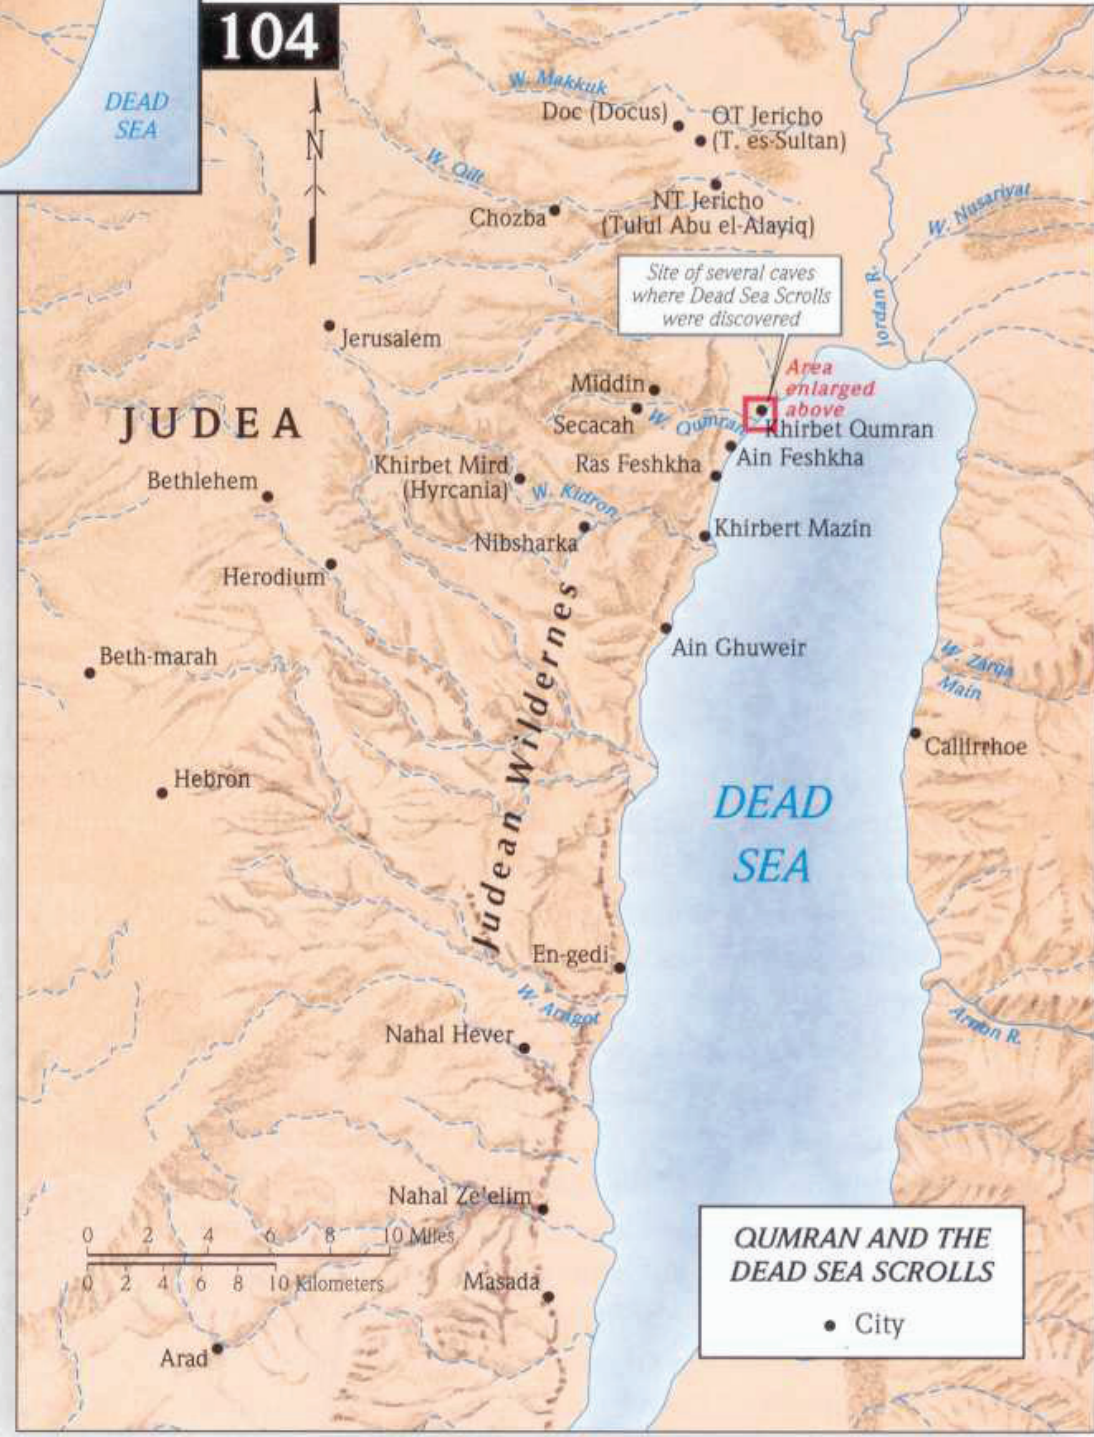 104
DEAD
SEA
N
W. Makkuk
Doc (Docus)
OT Jericho
(T. es-Sultan)
W. Qilt
Chozba
NT Jericho
(Tulul Abu el-Alayiq)
W. Nusariyat
Jordan R.
Site of several caves
where Dead Sea Scrolls
were discovered
Jerusalem
Area
enlarged
above
Middin
Secacah
W. Qumran
Khirbet Qumran
JUDEA
Ain Feshkha
Ras Feshkha
Khirbet Mird
(Hyrcania)
W. Kidron
Bethlehem
Nibsharka
Khirbert Mazin
Herodium
Judean Wildernes
Ain Ghuweir
Beth-marah
W. Zarqa
Main
Callirrhoe
Hebron
DEAD
SEA
En-gedi
W. Arugot
Arnon R.
Nahal Hever
Nahal Ze'elim
0 2 4 6 8 10 Miles
0 2 4 6 8 10 Kilometers
Masada
Arad
QUMRAN AND THE
DEAD SEA SCROLLS
City